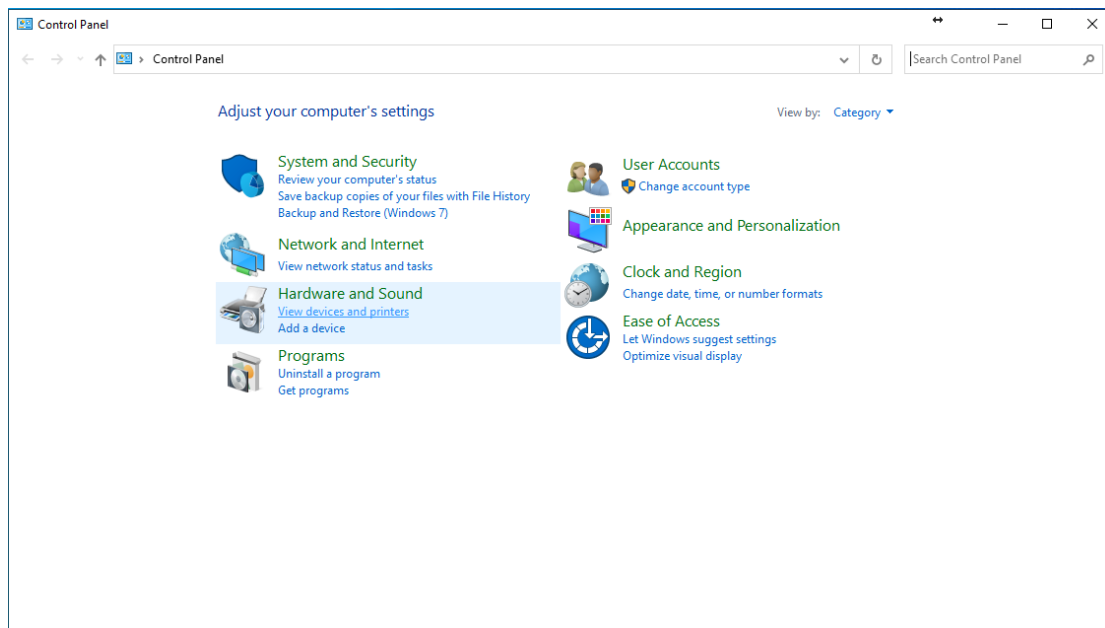 Control Panel
Control Panel
Search Control Panel
Adjust your computer's settings
View by: Category
System and Security
Review your computer's status
Save backup copies of your files with File History
Backup and Restore (Windows 7)
Network and Internet
View network status and tasks
Hardware and Sound
View devices and printers
Add a device
Programs
Uninstall a program
Get programs
User Accounts
Change account type
Appearance and Personalization
Clock and Region
Change date, time, or number formats
Ease of Access
Let Windows suggest settings
Optimize visual display